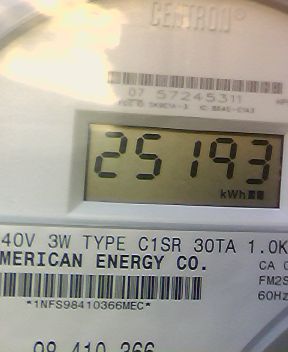 CENTRON®
07 57245311
25193
kWh
40V 3W TYPE C1SR 30TA 1.0K
MERICAN ENERGY CO. CA
FM2S
*1NFS98410366MEC* 60Hz
98 410 366